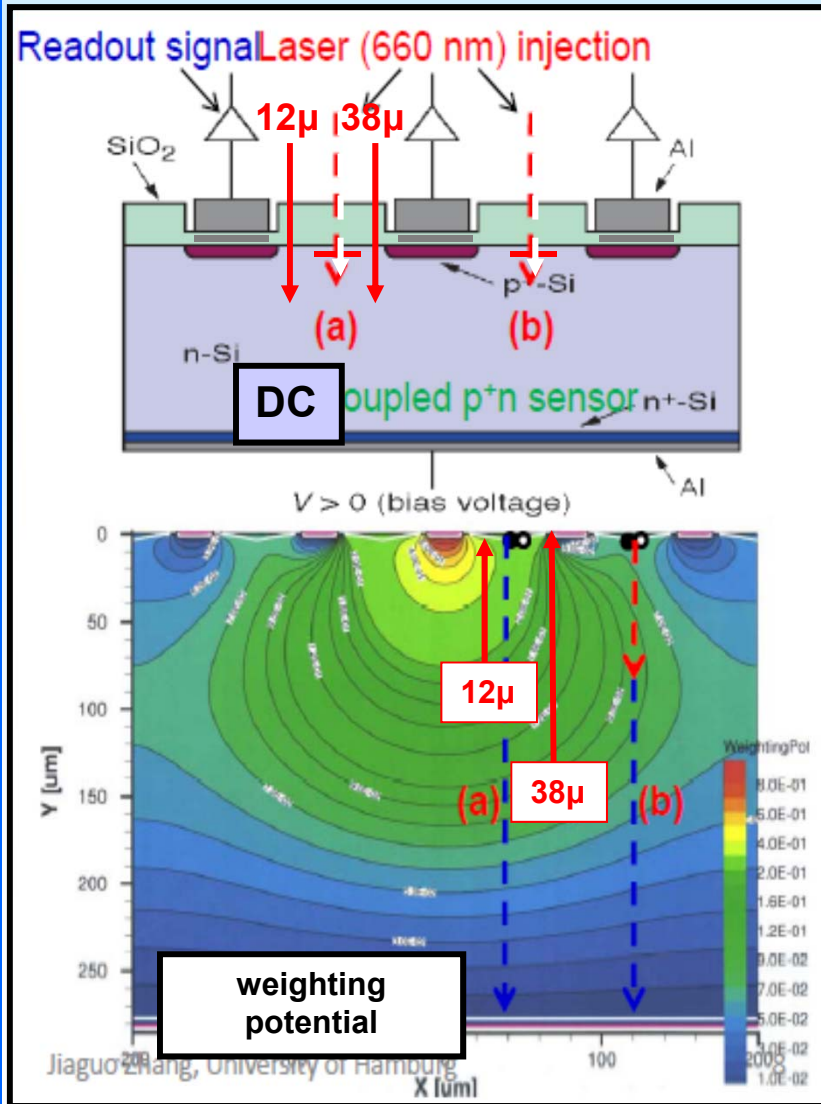 Readout signal Laser (660 nm) injection
12µ 38µ
SiO2
Al
p+-Si
(a) (b)
n-Si
DC oupled p+n sensor
n+-Si
Al
V > 0 (bias voltage)
0
50
12µ
100
WeightingPot
(a) 38µ (b)
8.0E-01
150
6.0E-01
4.0E-01
200
2.0E-01
1.6E-01
1.2E-01
250
9.0E-02
7.0E-02
5.0E-02
3.0E-02
1.0E-02
Y [um]
weighting
potential
100
Jiaguo Zhang, University of Hamburg
X [um]